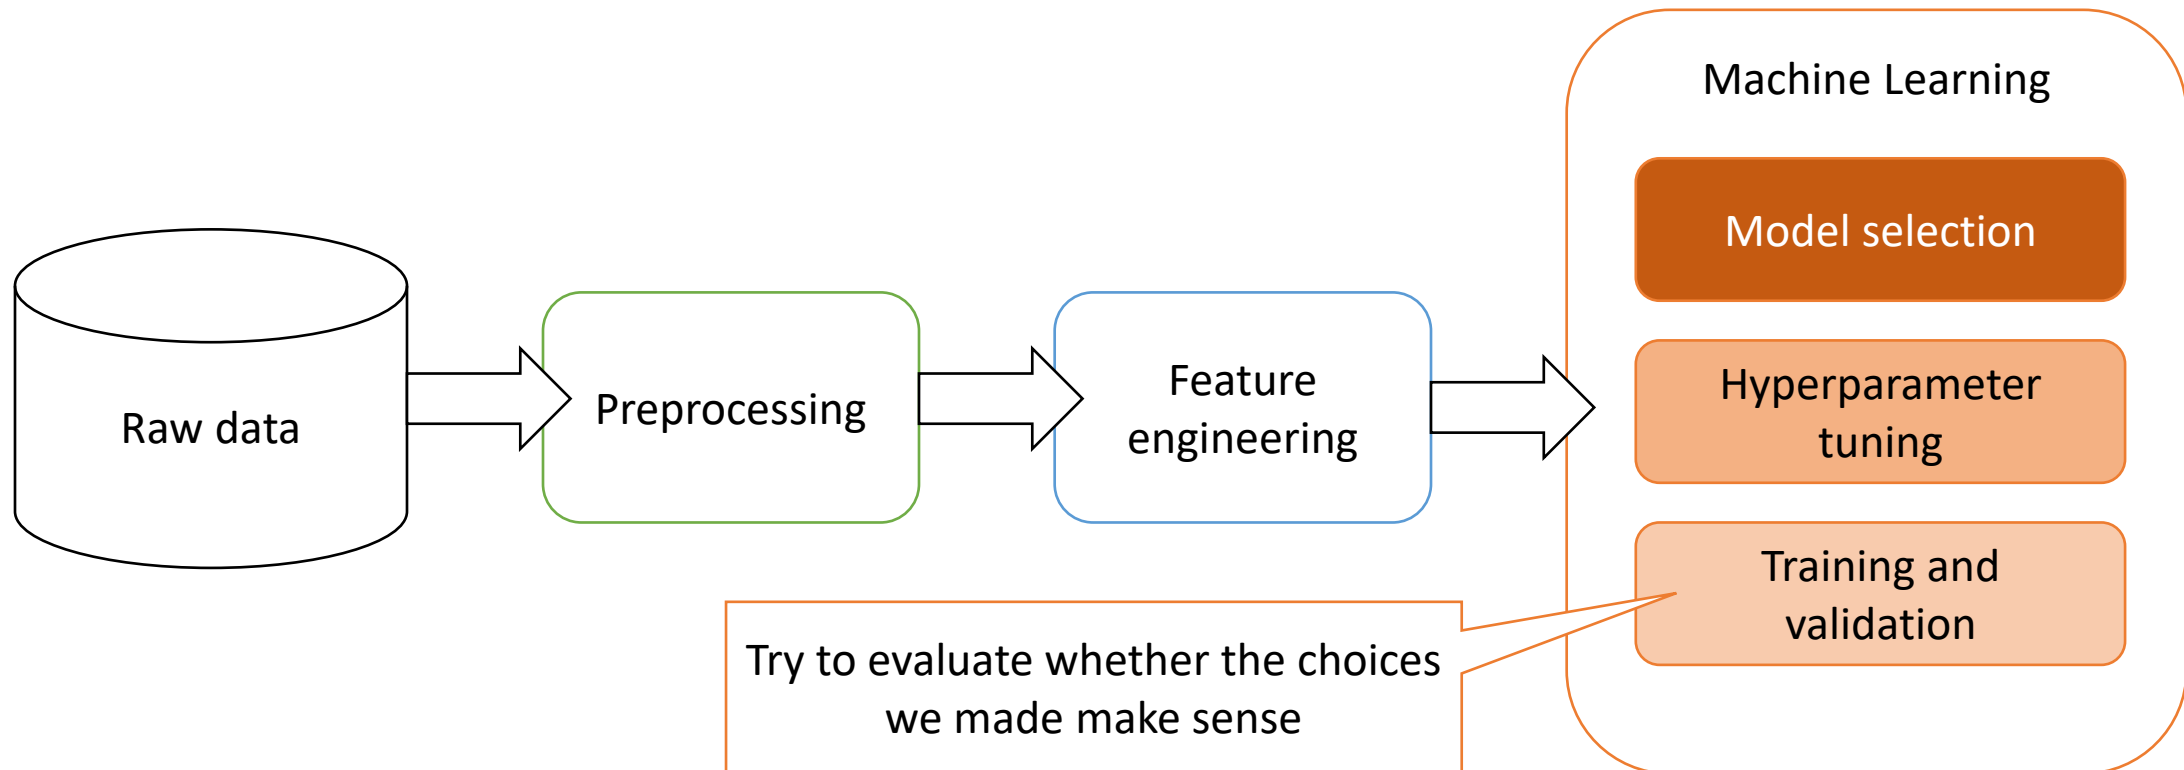 Raw data
Preprocessing
Feature
engineering
Machine Learning
Model selection
Hyperparameter
tuning
Training and
validation
Try to evaluate whether the choices
we made make sense